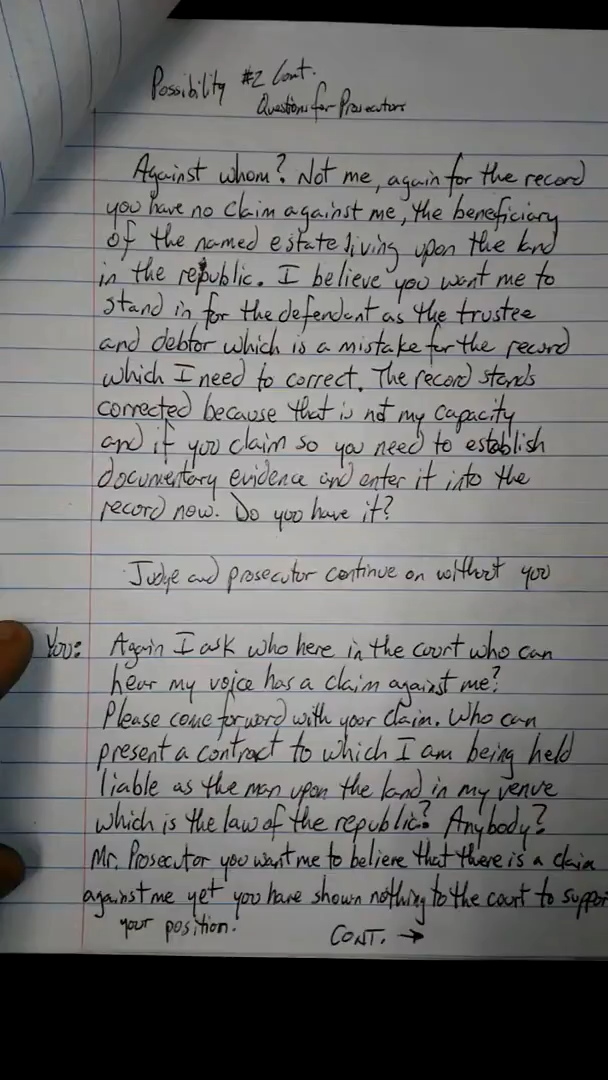 Possibility #2 Cont.
Questions for Prosecutors
Against whom? Not me, again for the record
you have no claim against me, the beneficiary
of the named estate living upon the land
in the republic. I believe you want me to
stand in for the defendent as the trustee
and debtor which is a mistake for the record
which I need to correct. The record stands
corrected because that is not my capacity
and if you claim so you need to establish
documentary evidence and enter it into the
record now. Do you have it?
Judge and prosecutor continue on without you
You: Again I ask who here in the court who can
hear my voice has a claim against me?
Please come forward with your claim. Who can
present a contract to which I am being held
liable as the man upon the land in my venue
which is the law of the republic? Anybody?
Mr. Prosecutor you want me to believe that there is a claim
against me yet you have shown nothing to the court to suppor
your position.
CONT. →